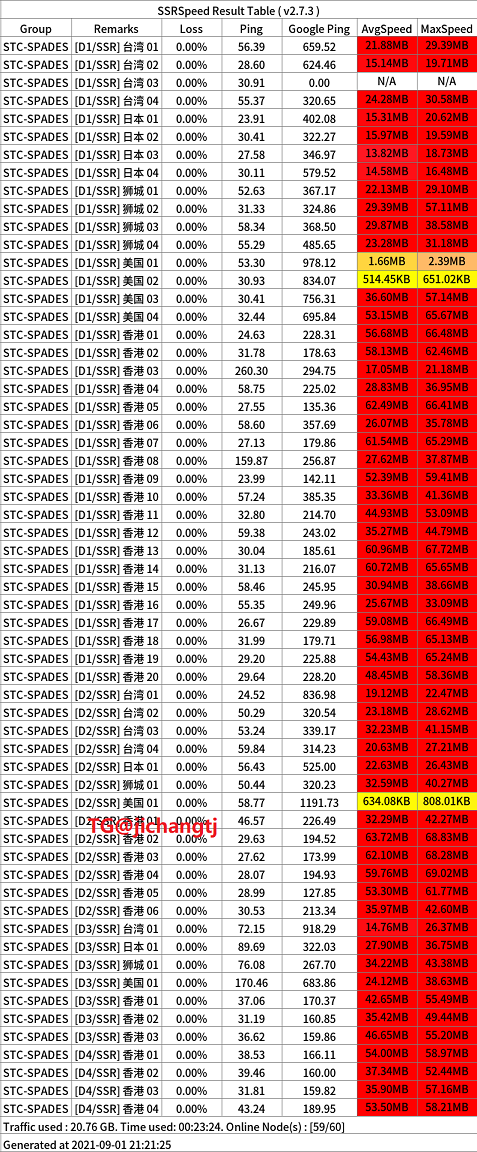 SSRSpeed Result Table ( v2.7.3 )
Group Remarks Loss Ping Google Ping AvgSpeed MaxSpeed
STC-SPADES [D1/SSR] 台湾 01 0.00% 56.39 659.52 21.88MB 29.39MB
STC-SPADES [D1/SSR] 台湾 02 0.00% 28.60 624.46 15.14MB 19.71MB
STC-SPADES [D1/SSR] 台湾 03 0.00% 30.91 0.00 N/A N/A
STC-SPADES [D1/SSR] 台湾 04 0.00% 55.37 320.65 24.28MB 30.58MB
STC-SPADES [D1/SSR] 日本 01 0.00% 23.91 402.08 15.31MB 20.62MB
STC-SPADES [D1/SSR] 日本 02 0.00% 30.41 322.27 15.97MB 19.59MB
STC-SPADES [D1/SSR] 日本 03 0.00% 27.58 346.97 13.82MB 18.73MB
STC-SPADES [D1/SSR] 日本 04 0.00% 30.11 579.52 14.58MB 16.48MB
STC-SPADES [D1/SSR] 狮城 01 0.00% 52.63 367.17 22.13MB 29.10MB
STC-SPADES [D1/SSR] 狮城 02 0.00% 31.33 324.86 29.39MB 57.11MB
STC-SPADES [D1/SSR] 狮城 03 0.00% 58.34 368.50 29.87MB 38.58MB
STC-SPADES [D1/SSR] 狮城 04 0.00% 55.29 485.65 23.28MB 31.18MB
STC-SPADES [D1/SSR] 美国 01 0.00% 53.30 978.12 1.66MB 2.39MB
STC-SPADES [D1/SSR] 美国 02 0.00% 30.93 834.07 514.45KB 651.02KB
STC-SPADES [D1/SSR] 美国 03 0.00% 30.41 756.31 36.60MB 57.14MB
STC-SPADES [D1/SSR] 美国 04 0.00% 32.44 695.84 53.15MB 65.67MB
STC-SPADES [D1/SSR] 香港 01 0.00% 24.63 228.31 56.68MB 66.48MB
STC-SPADES [D1/SSR] 香港 02 0.00% 31.78 178.63 58.13MB 62.46MB
STC-SPADES [D1/SSR] 香港 03 0.00% 260.30 294.75 17.05MB 21.18MB
STC-SPADES [D1/SSR] 香港 04 0.00% 58.75 225.02 28.83MB 36.95MB
STC-SPADES [D1/SSR] 香港 05 0.00% 27.55 135.36 62.49MB 66.41MB
STC-SPADES [D1/SSR] 香港 06 0.00% 58.60 357.69 26.07MB 35.78MB
STC-SPADES [D1/SSR] 香港 07 0.00% 27.13 179.86 61.54MB 65.29MB
STC-SPADES [D1/SSR] 香港 08 0.00% 159.87 256.87 27.62MB 37.87MB
STC-SPADES [D1/SSR] 香港 09 0.00% 23.99 142.11 52.39MB 59.41MB
STC-SPADES [D1/SSR] 香港 10 0.00% 57.24 385.35 33.36MB 41.36MB
STC-SPADES [D1/SSR] 香港 11 0.00% 32.80 214.70 44.93MB 53.09MB
STC-SPADES [D1/SSR] 香港 12 0.00% 59.38 243.02 35.27MB 44.79MB
STC-SPADES [D1/SSR] 香港 13 0.00% 30.04 185.61 60.96MB 67.72MB
STC-SPADES [D1/SSR] 香港 14 0.00% 31.13 216.07 60.72MB 65.65MB
STC-SPADES [D1/SSR] 香港 15 0.00% 58.46 245.95 30.94MB 38.66MB
STC-SPADES [D1/SSR] 香港 16 0.00% 55.35 249.96 25.67MB 33.09MB
STC-SPADES [D1/SSR] 香港 17 0.00% 26.67 229.89 59.08MB 66.49MB
STC-SPADES [D1/SSR] 香港 18 0.00% 31.99 179.71 56.98MB 65.13MB
STC-SPADES [D1/SSR] 香港 19 0.00% 29.20 225.88 54.43MB 65.24MB
STC-SPADES [D1/SSR] 香港 20 0.00% 29.64 228.20 48.45MB 58.36MB
STC-SPADES [D2/SSR] 台湾 01 0.00% 24.52 836.98 19.12MB 22.47MB
STC-SPADES [D2/SSR] 台湾 02 0.00% 50.29 320.54 23.18MB 28.62MB
STC-SPADES [D2/SSR] 台湾 03 0.00% 53.24 339.17 32.23MB 41.15MB
STC-SPADES [D2/SSR] 台湾 04 0.00% 59.84 314.23 20.63MB 27.21MB
STC-SPADES [D2/SSR] 日本 01 0.00% 56.43 525.00 22.63MB 26.43MB
STC-SPADES [D2/SSR] 狮城 01 0.00% 50.44 320.23 32.59MB 40.27MB
STC-SPADES [D2/SSR] 美国 01 0.00% 58.77 1191.73 634.08KB 808.01KB
STC-SPADES [D2/SSR] 香港 01 0.00% 46.57 226.49 32.29MB 42.27MB
TG@jichangtj
STC-SPADES [D2/SSR] 香港 02 0.00% 29.63 194.52 63.72MB 68.83MB
STC-SPADES [D2/SSR] 香港 03 0.00% 27.62 173.99 62.10MB 68.28MB
STC-SPADES [D2/SSR] 香港 04 0.00% 28.07 194.93 59.76MB 69.02MB
STC-SPADES [D2/SSR] 香港 05 0.00% 28.99 127.85 53.30MB 61.77MB
STC-SPADES [D2/SSR] 香港 06 0.00% 30.53 213.34 35.97MB 42.60MB
STC-SPADES [D3/SSR] 台湾 01 0.00% 72.15 918.29 14.76MB 26.37MB
STC-SPADES [D3/SSR] 日本 01 0.00% 89.69 322.03 27.90MB 36.75MB
STC-SPADES [D3/SSR] 狮城 01 0.00% 76.08 267.70 34.22MB 43.38MB
STC-SPADES [D3/SSR] 美国 01 0.00% 170.46 683.86 24.12MB 38.63MB
STC-SPADES [D3/SSR] 香港 01 0.00% 37.06 170.37 42.65MB 55.49MB
STC-SPADES [D3/SSR] 香港 02 0.00% 31.19 160.85 35.42MB 49.44MB
STC-SPADES [D3/SSR] 香港 03 0.00% 36.62 159.86 46.65MB 55.20MB
STC-SPADES [D4/SSR] 香港 01 0.00% 38.53 166.11 54.00MB 58.97MB
STC-SPADES [D4/SSR] 香港 02 0.00% 39.46 160.00 37.34MB 52.44MB
STC-SPADES [D4/SSR] 香港 03 0.00% 31.81 159.82 35.90MB 57.16MB
STC-SPADES [D4/SSR] 香港 04 0.00% 43.24 189.95 53.50MB 58.21MB
Traffic used : 20.76 GB. Time used: 00:23:24. Online Node(s) : [59/60]
Generated at 2021-09-01 21:21:25